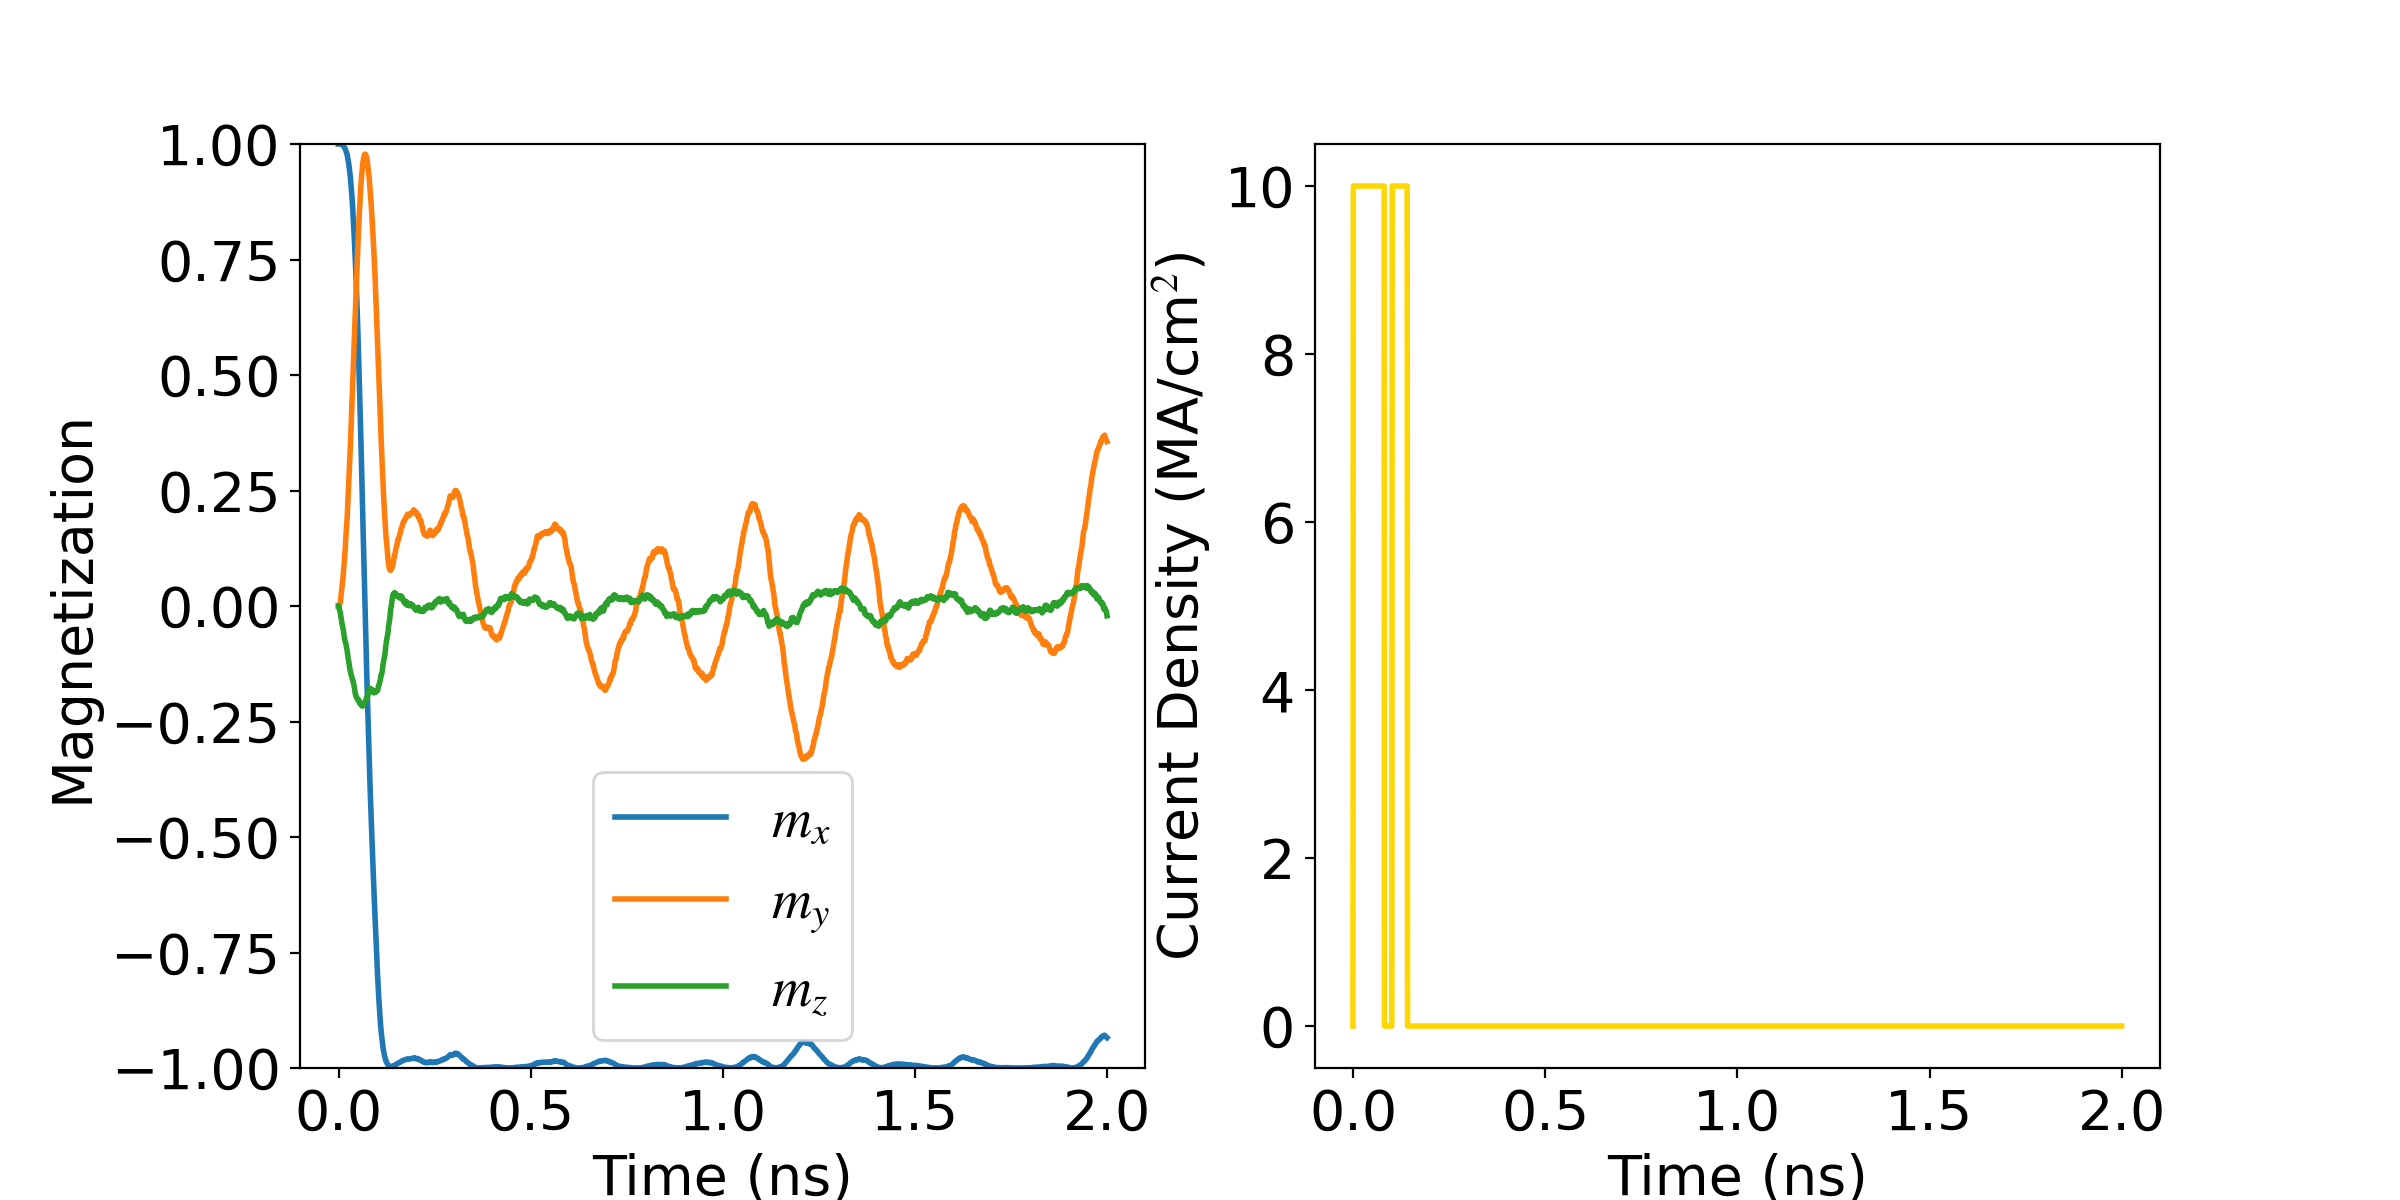 1.00
0.75
0.50
0.25
0.00
−0.25
−0.50
−0.75
−1.00
Magnetization
m_x
m_y
m_z
0.0 0.5 1.0 1.5 2.0
Time (ns)
10
8
6
4
2
0
Current Density (MA/cm²)
0.0 0.5 1.0 1.5 2.0
Time (ns)